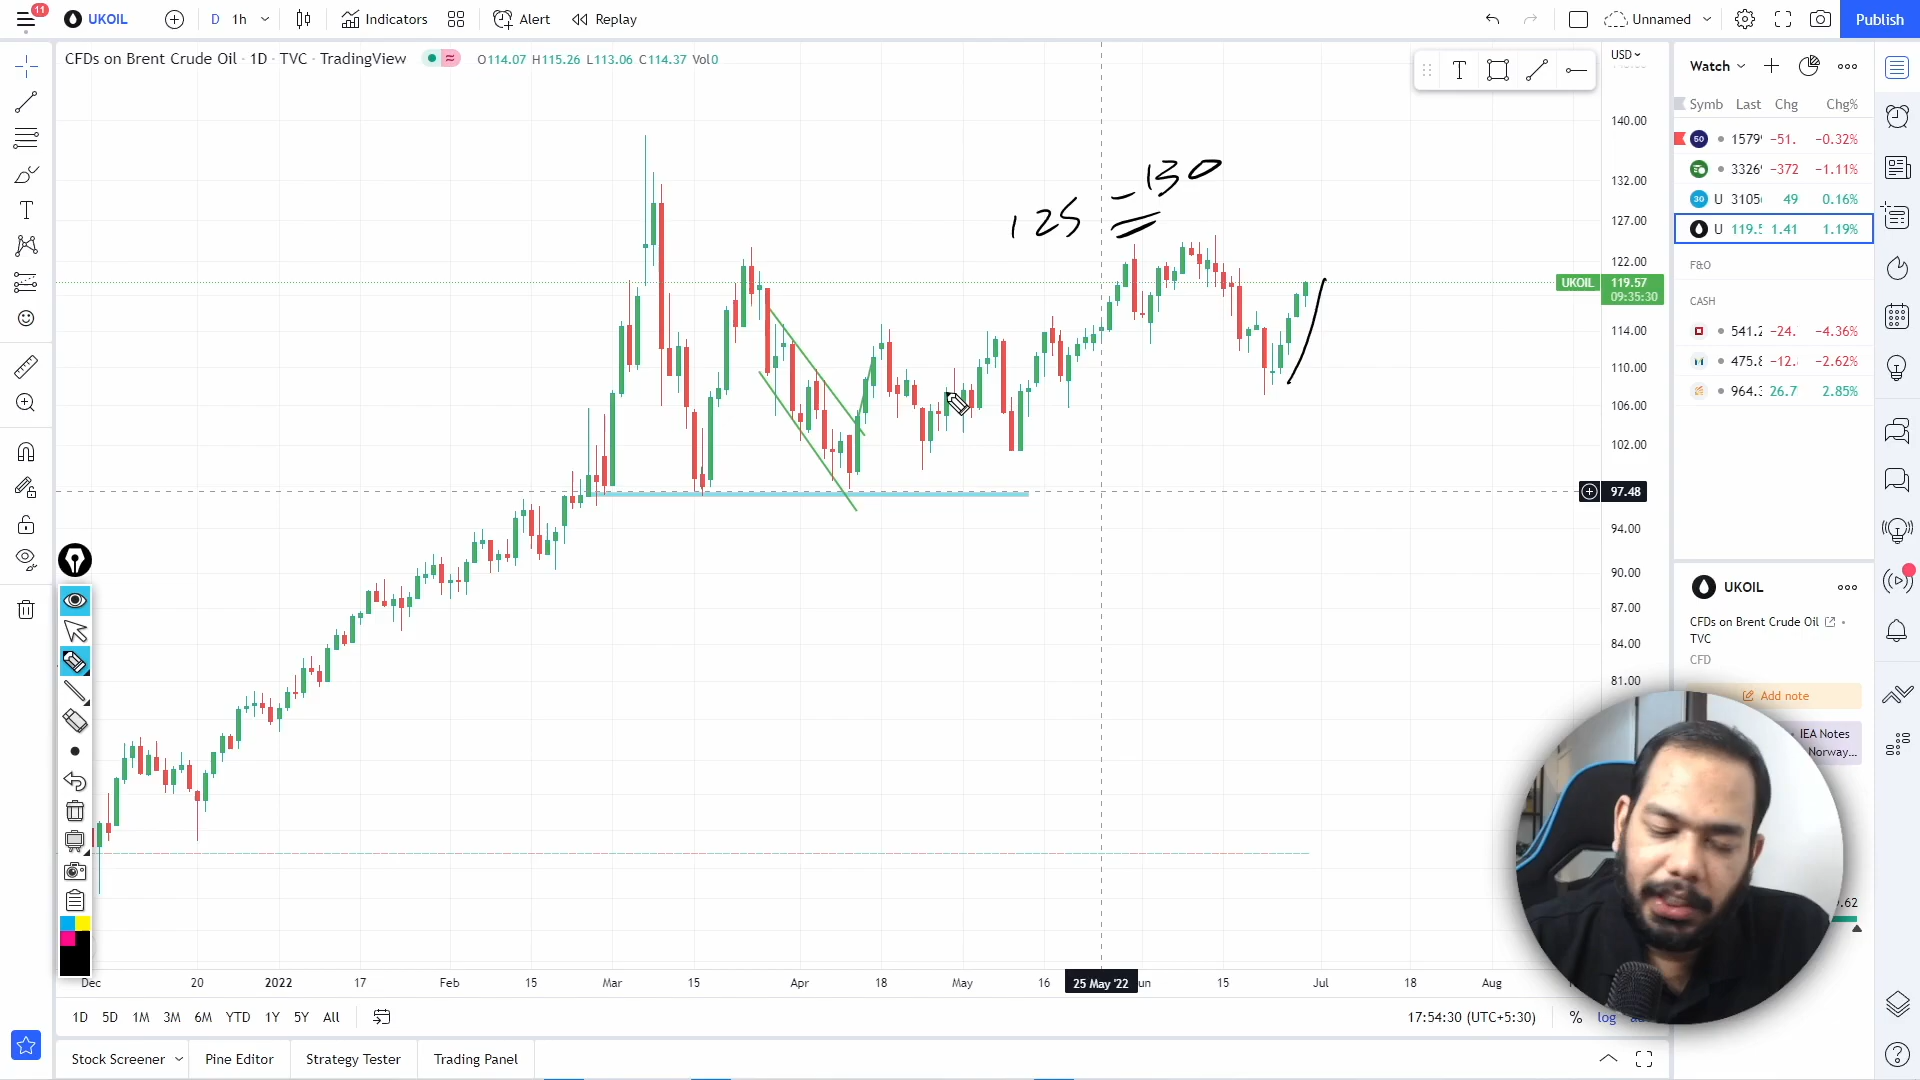 11
UKOIL
D 1h
Indicators
Alert
Replay
Unnamed
Publish
CFDs on Brent Crude Oil · 1D · TVC · TradingView
O114.07 H115.26 L113.06 C114.37 Vol0
USD
140.00
132.00
127.00
122.00
UKOIL 119.57
09:35:30
114.00
110.00
106.00
102.00
97.48
94.00
90.00
87.00
84.00
81.00
125 = 130
Dec 20 2022 17 Feb 15 Mar 15 Apr 18 May 16 25 May '22 un 15 Jul 18 Aug
1D 5D 1M 3M 6M YTD 1Y 5Y All
17:54:30 (UTC+5:30) % log
Stock Screener Pine Editor Strategy Tester Trading Panel
Watch
Symb Last Chg Chg%
50 1579 −51. −0.32%
3326 −372 −1.11%
30 U 3105 49 0.16%
U 119.5 1.41 1.19%
F&O
CASH
541.2 −24. −4.36%
475.8 −12. −2.62%
964. 26.7 2.85%
UKOIL
CFDs on Brent Crude Oil
TVC
CFD
Add note
IEA Notes
Norway...
.62